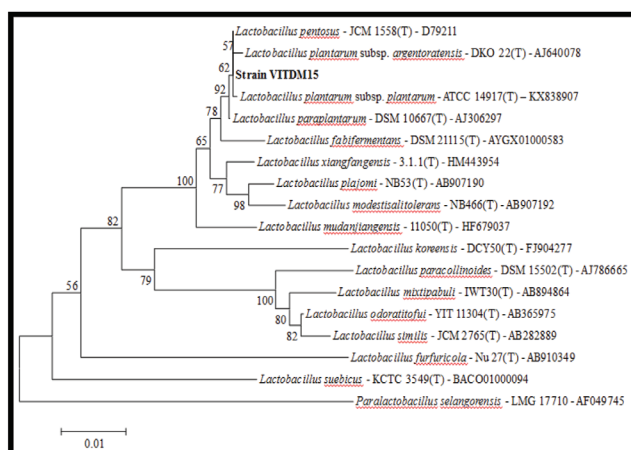 Lactobacillus pentosus - JCM 1558(T) - D79211
57
Lactobacillus plantarum subsp. argentoratensis - DKO 22(T) - AJ640078
62
Strain VITDM15
92
Lactobacillus plantarum subsp. plantarum - ATCC 14917(T) – KX838907
78
Lactobacillus paraplantarum - DSM 10667(T) - AJ306297
65
Lactobacillus fabifermentans - DSM 21115(T) - AYGX01000583
Lactobacillus xiangfangensis - 3.1.1(T) - HM443954
100
77
Lactobacillus plajomi - NB53(T) - AB907190
98
Lactobacillus modestisalitolerans - NB466(T) - AB907192
82
Lactobacillus mudanjiangensis - 11050(T) - HF679037
Lactobacillus koreensis - DCY50(T) - FJ904277
79
Lactobacillus paracollinoides - DSM 15502(T) - AJ786665
56
100
Lactobacillus mixtipabuli - IWT30(T) - AB894864
80
Lactobacillus odoratitofui - YIT 11304(T) - AB365975
82
Lactobacillus similis - JCM 2765(T) - AB282889
Lactobacillus furfuricola - Nu 27(T) - AB910349
Lactobacillus suebicus - KCTC 3549(T) - BACO01000094
Paralactobacillus selangorensis - LMG 17710 - AF049745
0.01